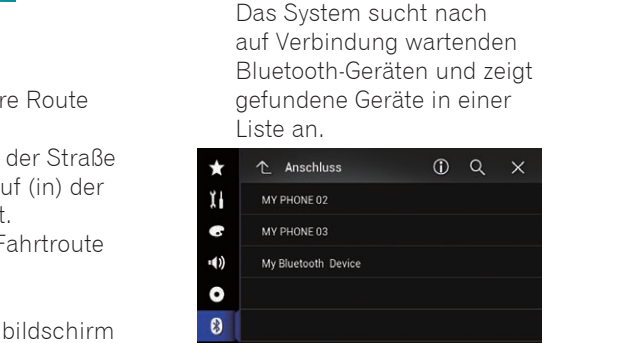 re Route
der Straße
uf (in) der
t.
Fahrtroute
bildschirm
Das System sucht nach
auf Verbindung wartenden
Bluetooth-Geräten und zeigt
gefundene Geräte in einer
Liste an.
Anschluss
MY PHONE 02
MY PHONE 03
My Bluetooth Device